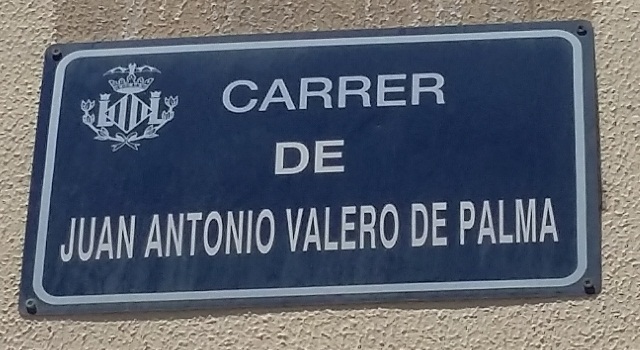 CARRER
DE
JUAN ANTONIO VALERO DE PALMA